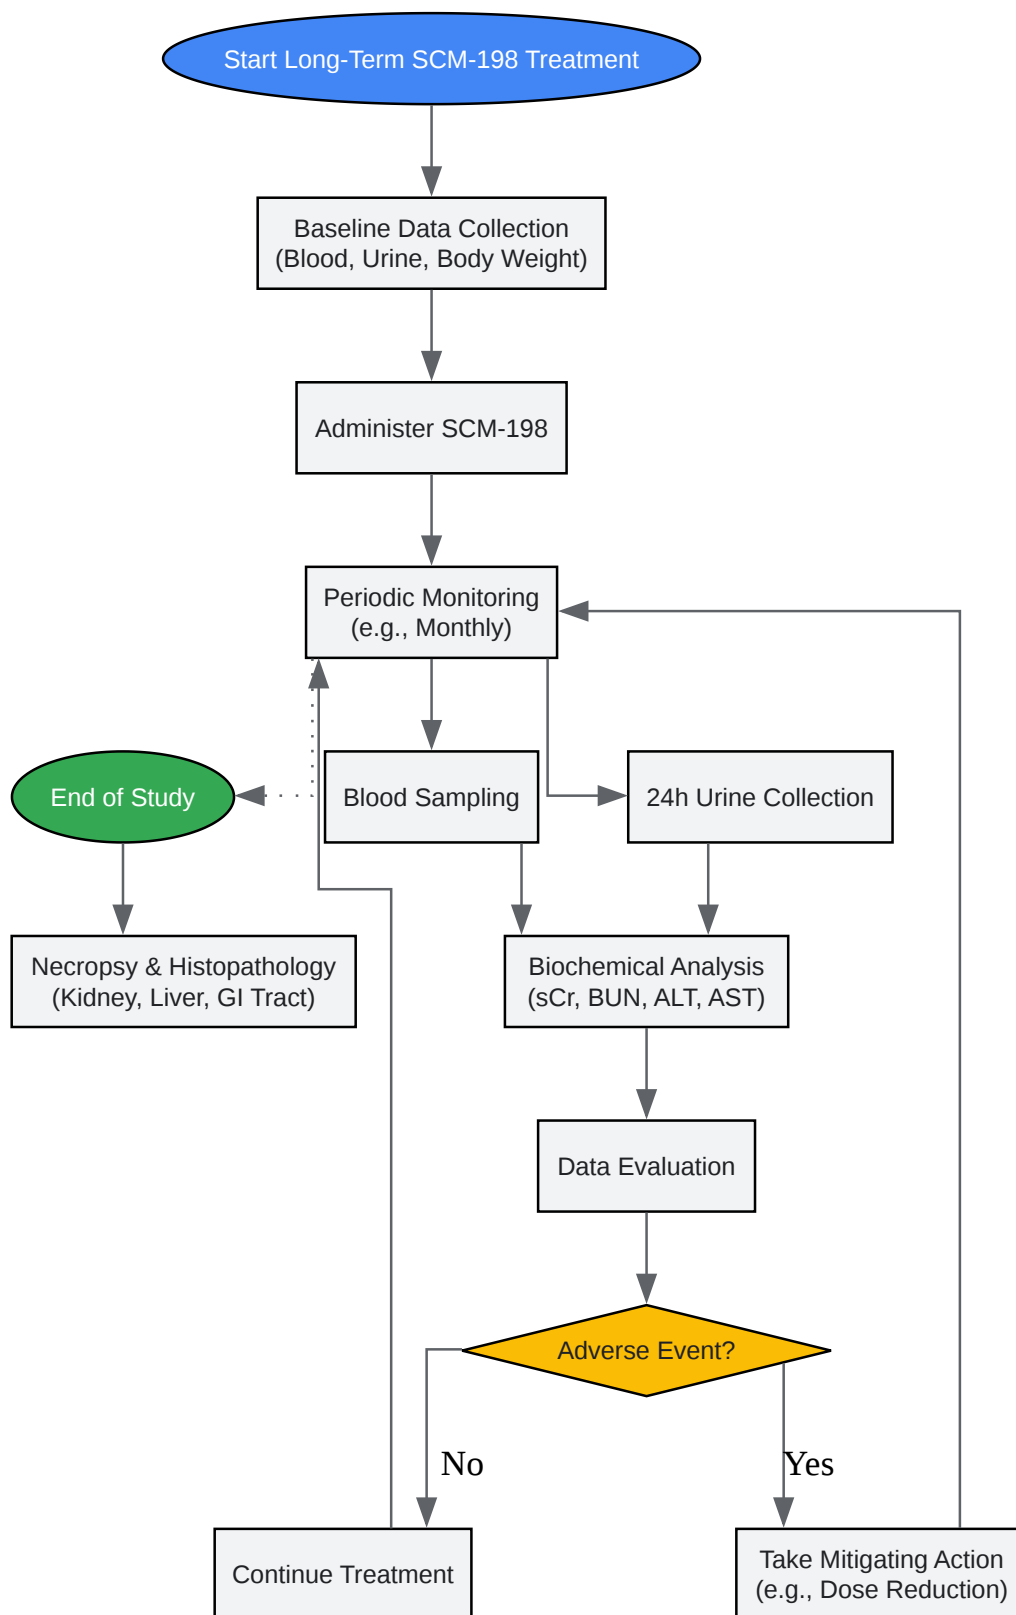 Start Long-Term SCM-198 Treatment
Baseline Data Collection
(Blood, Urine, Body Weight)
Administer SCM-198
Periodic Monitoring
(e.g., Monthly)
End of Study
Blood Sampling
24h Urine Collection
Necropsy & Histopathology
(Kidney, Liver, GI Tract)
Biochemical Analysis
(sCr, BUN, ALT, AST)
Data Evaluation
Adverse Event?
No
Yes
Continue Treatment
Take Mitigating Action
(e.g., Dose Reduction)